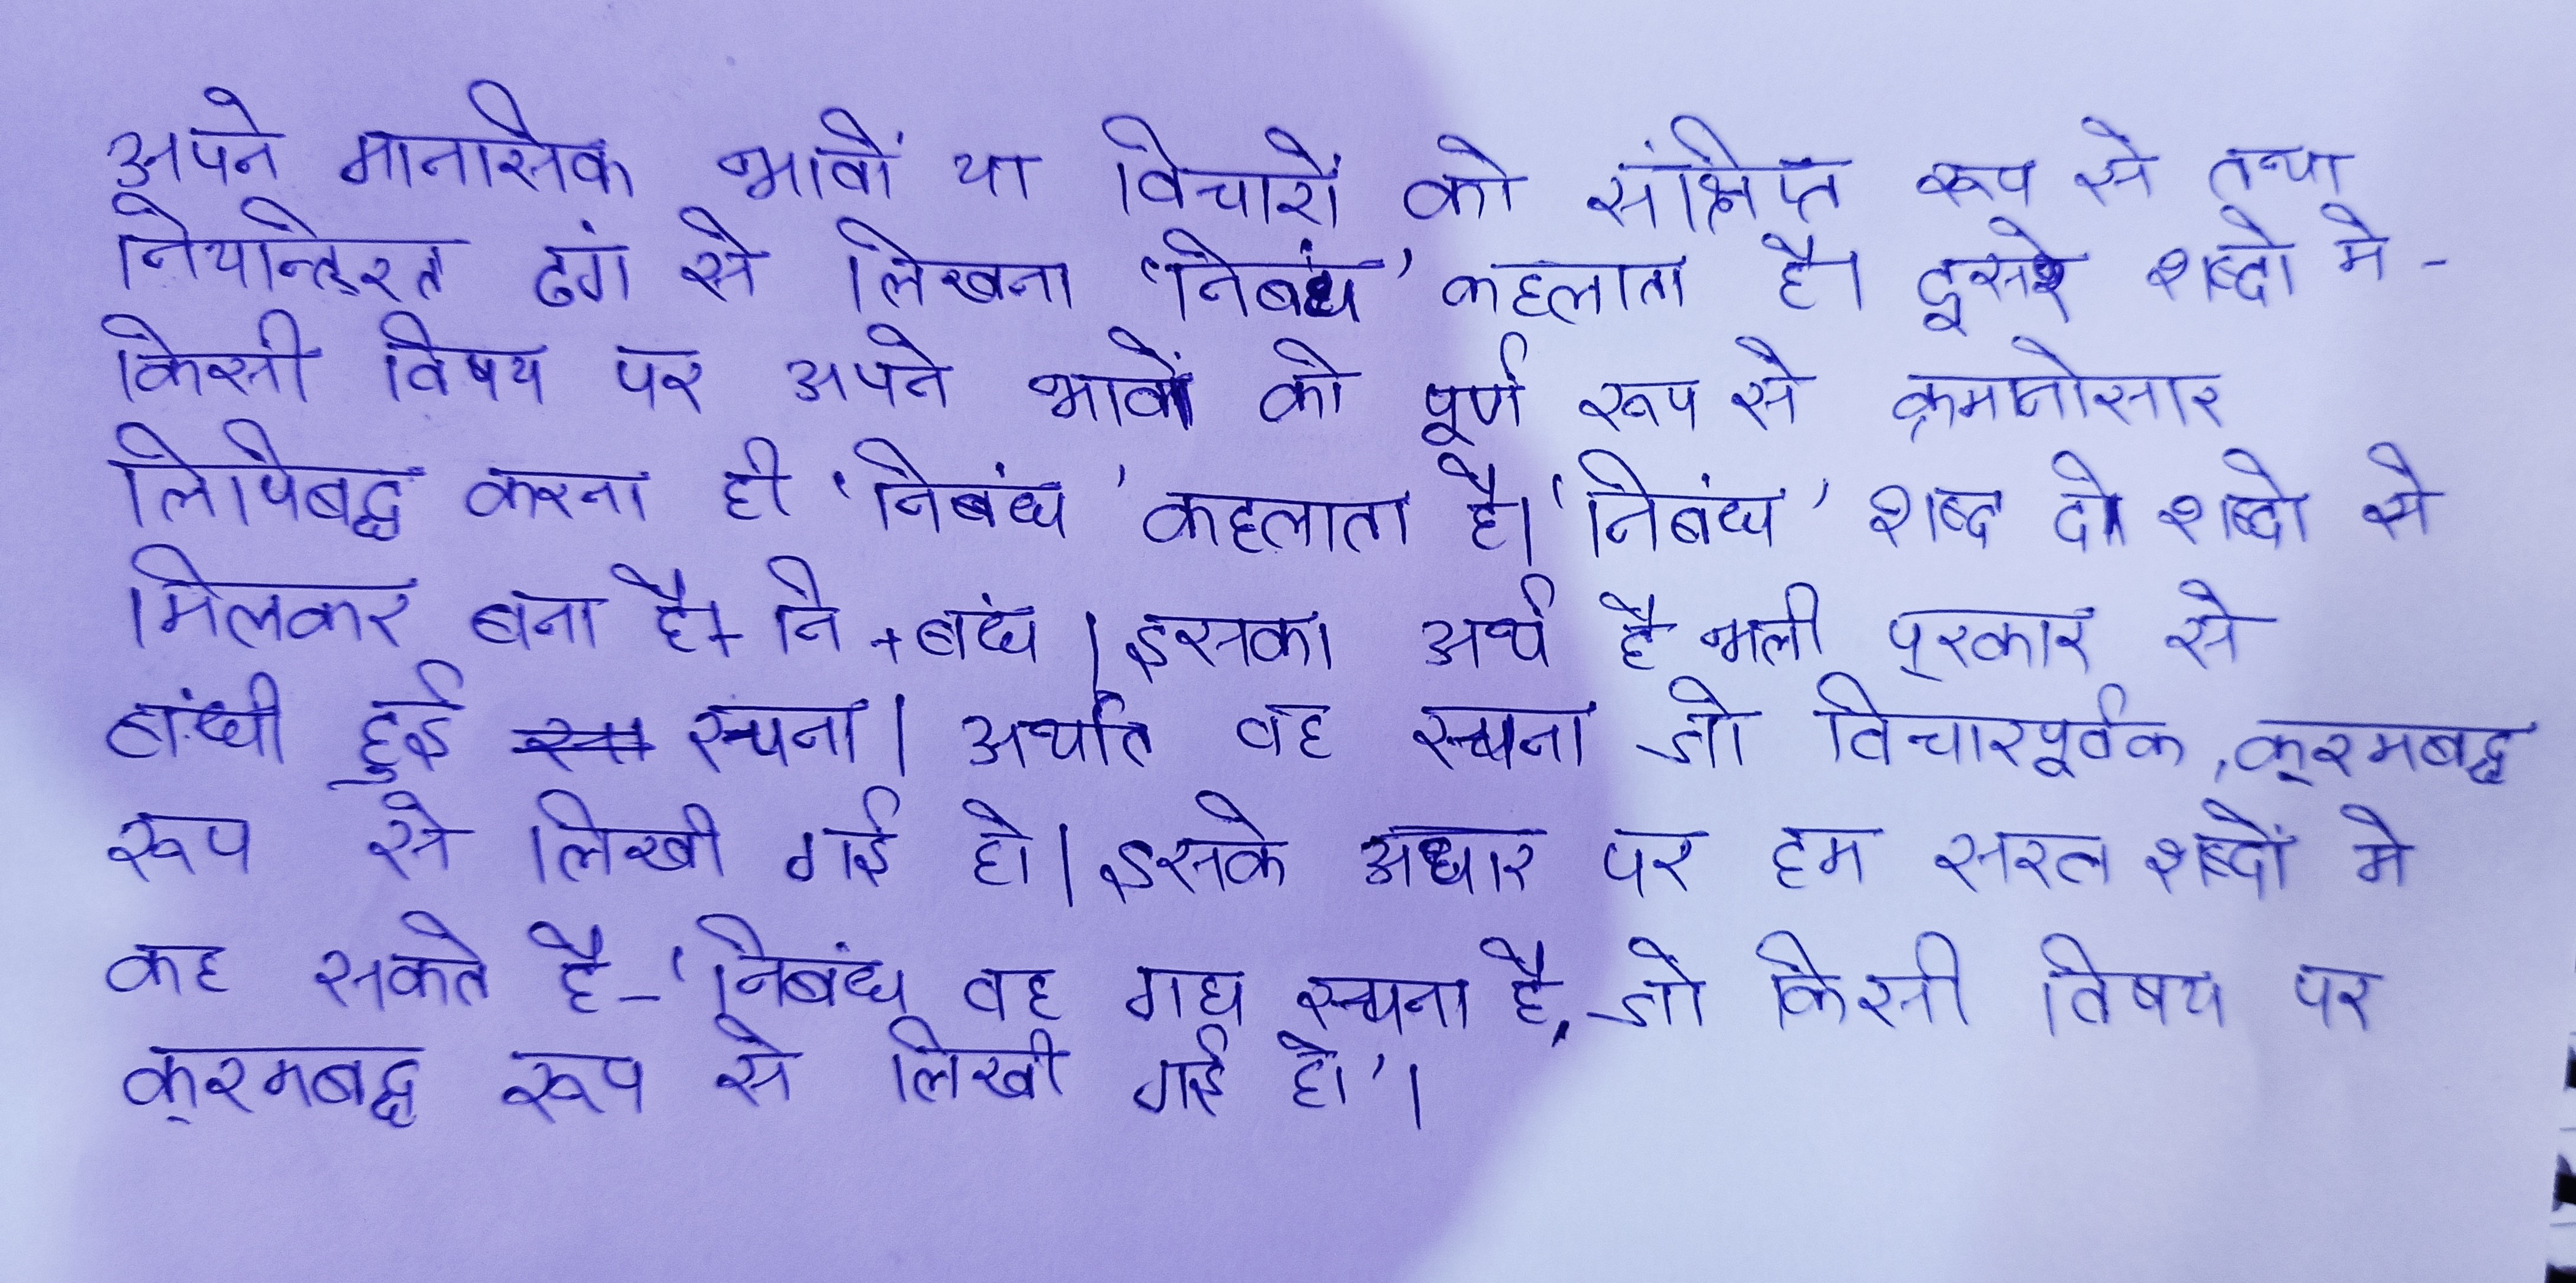 अपने मानसिक भावों या विचारों को संक्षिप्त रूप से तथा
नियन्त्रित ढंग से लिखना 'निबंध' कहलाता है। दूसरे शब्दो मे -
किसी विषय पर अपने भावों को पूर्ण रूप से क्रमानोसार
लिपिबद्ध करना ही 'निबंध' कहलाता है। 'निबंध' शब्द दो शब्दो से
मिलकर बना है- नि + बंध। इसका अर्थ है भली प्रकार से
बांधी हुई रचना। अर्थात वह रचना जो विचारपूर्वक, क्रमबद्ध
रूप से लिखी गई हो। इसके अधार पर हम सरल शब्दों मे
कह सकते है - 'निबंध वह गद्य रचना है, जो किसी विषय पर
क्रमबद्ध रूप से लिखी गई हो'।